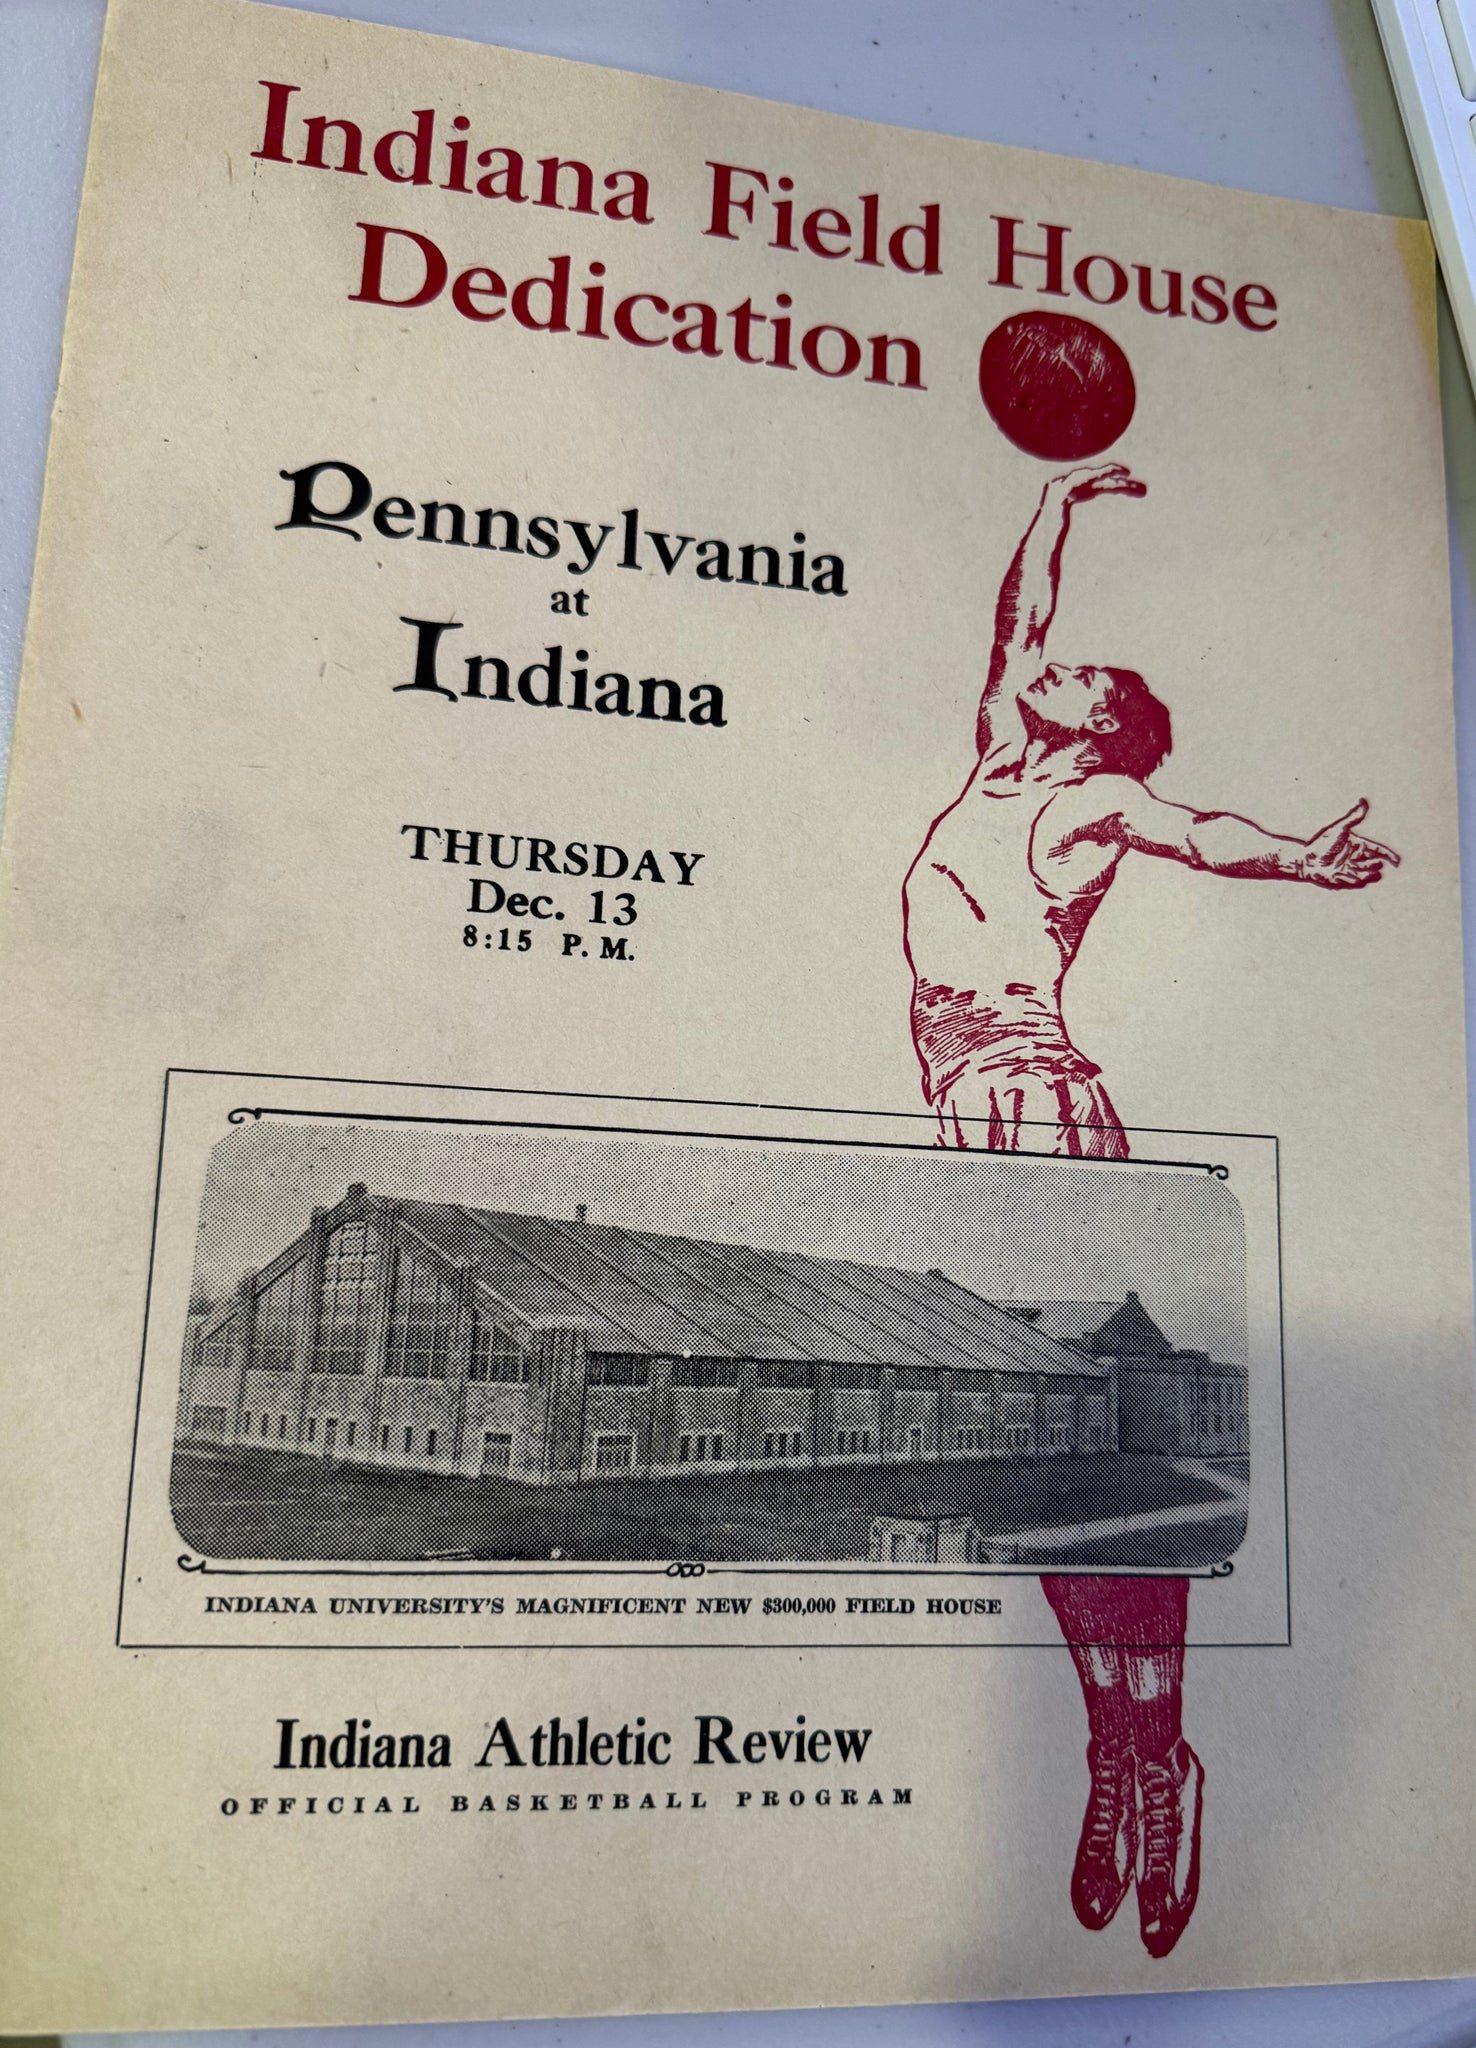 Indiana Field House
Dedication
Pennsylvania
at
Indiana
THURSDAY
Dec. 13
8:15 P. M.
INDIANA UNIVERSITY'S MAGNIFICENT NEW $300,000 FIELD HOUSE
Indiana Athletic Review
OFFICIAL BASKETBALL PROGRAM